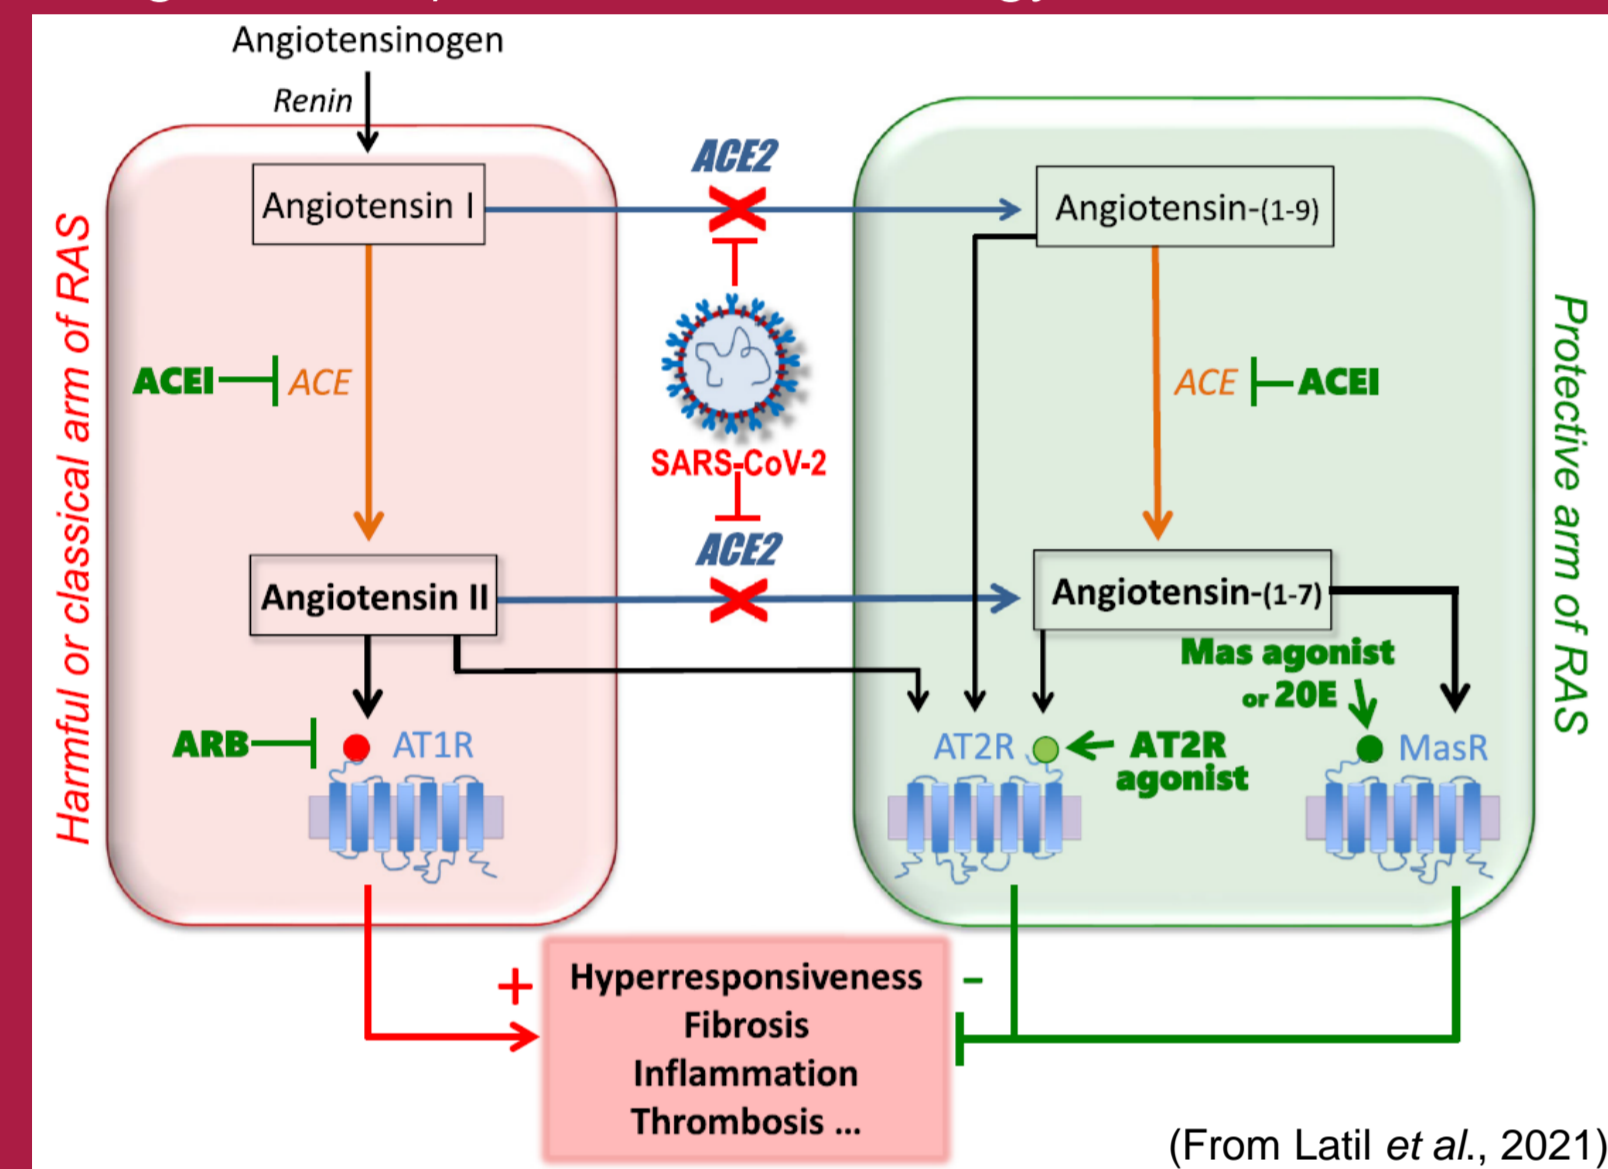 Angiotensinogen
Renin
Angiotensin I
ACE2
Angiotensin-(1-9)
Harmful or classical arm of RAS
Protective arm of RAS
ACEI
ACE
SARS-CoV-2
ACE
ACEI
ACE2
Angiotensin II
Angiotensin-(1-7)
Mas agonist
or 20E
ARB
AT1R
AT2R
AT2R
agonist
MasR
+
Hyperresponsiveness
-
Fibrosis
Inflammation
Thrombosis ...
(From Latil et al., 2021)